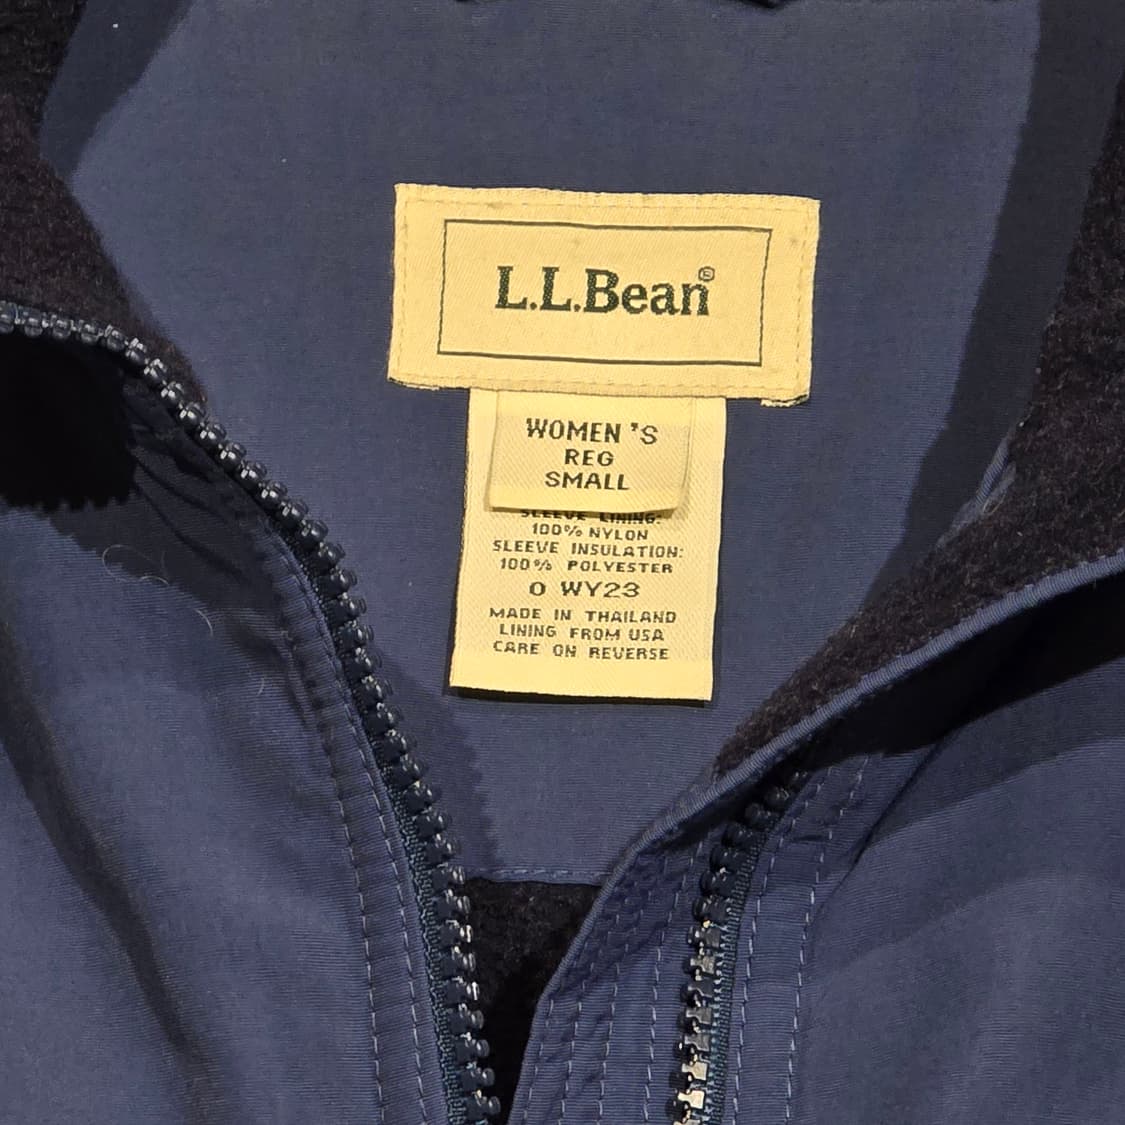 L.L.Bean®
WOMEN'S
REG
SMALL
SLEEVE LINING:
100% NYLON
SLEEVE INSULATION:
100% POLYESTER
0 WY23
MADE IN THAILAND
LINING FROM USA
CARE ON REVERSE